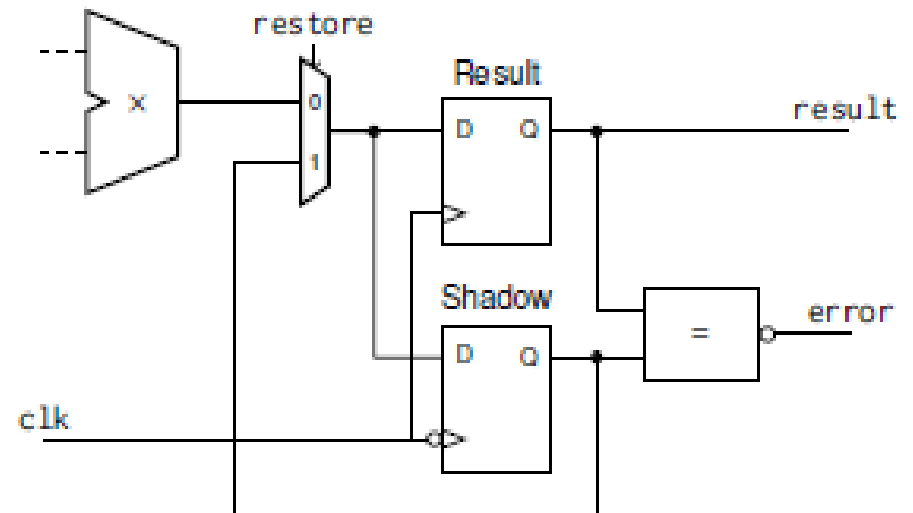 restore
x
0
1
Result
D Q
result
Shadow
D Q
=
error
clk